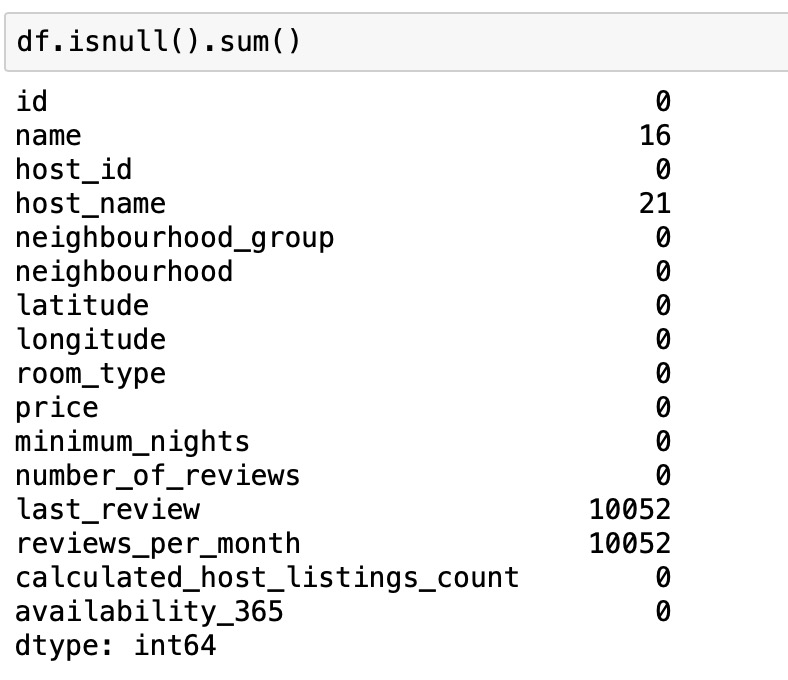 df.isnull().sum()
id 0
name 16
host_id 0
host_name 21
neighbourhood_group 0
neighbourhood 0
latitude 0
longitude 0
room_type 0
price 0
minimum_nights 0
number_of_reviews 0
last_review 10052
reviews_per_month 10052
calculated_host_listings_count 0
availability_365 0
dtype: int64